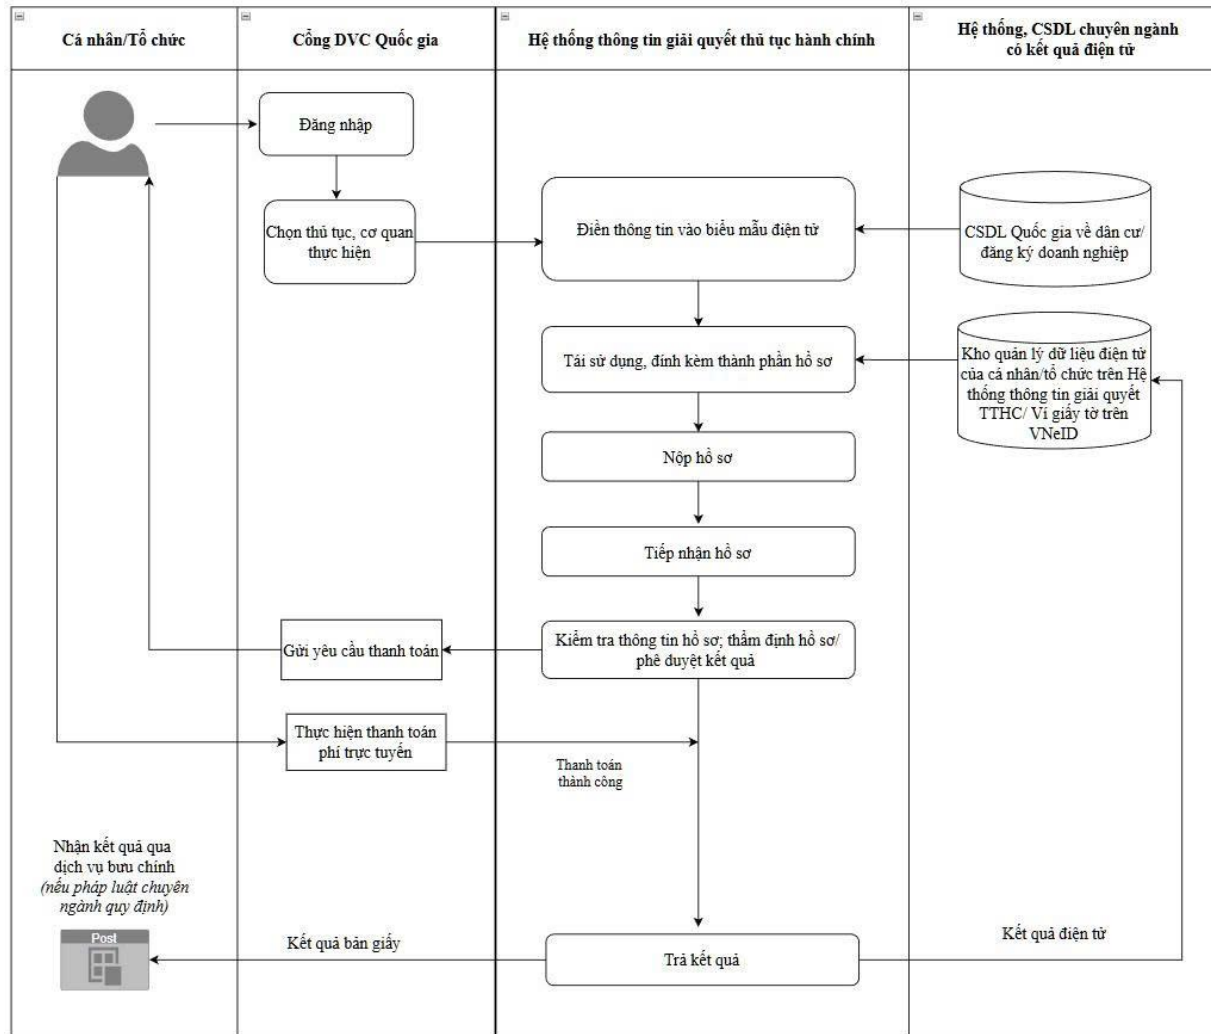 Cá nhân/Tổ chức
Cổng DVC Quốc gia
Hệ thống thông tin giải quyết thủ tục hành chính
Hệ thống, CSDL chuyên ngành
có kết quả điện tử
Đăng nhập
Chọn thủ tục, cơ quan
thực hiện
Điền thông tin vào biểu mẫu điện tử
CSDL Quốc gia về dân cư/
đăng ký doanh nghiệp
Tái sử dụng, đính kèm thành phần hồ sơ
Kho quản lý dữ liệu điện tử
của cá nhân/tổ chức trên Hệ
thống thông tin giải quyết
TTHC/ Ví giấy tờ trên
VNeID
Nộp hồ sơ
Tiếp nhận hồ sơ
Kiểm tra thông tin hồ sơ; thẩm định hồ sơ/
phê duyệt kết quả
Gửi yêu cầu thanh toán
Thực hiện thanh toán
phí trực tuyến
Thanh toán
thành công
Nhận kết quả qua
dịch vụ bưu chính
(nếu pháp luật chuyên
ngành quy định)
Post
Kết quả bản giấy
Trả kết quả
Kết quả điện tử